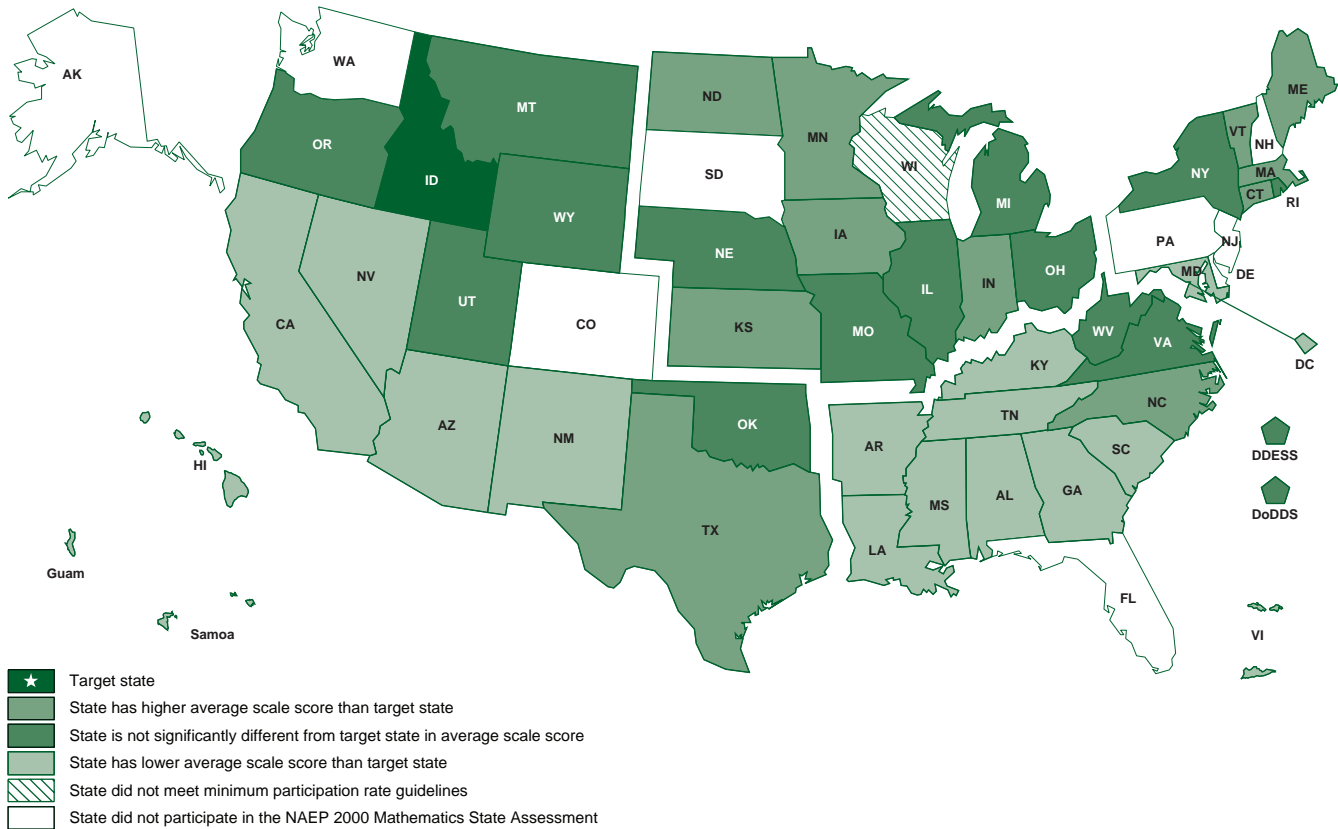 AK
WA
MT
ND
MN
ME
VT
NH
OR
ID
SD
WI
NY
MA
CT
RI
WY
MI
IA
PA
NJ
NE
NV
UT
IL
IN
OH
MD
DE
CA
CO
KS
MO
WV
VA
KY
DC
AZ
NM
OK
TN
NC
AR
SC
DDESS
HI
MS
AL
GA
DoDDS
TX
LA
Guam
FL
Samoa
VI
Target state
State has higher average scale score than target state
State is not significantly different from target state in average scale score
State has lower average scale score than target state
State did not meet minimum participation rate guidelines
State did not participate in the NAEP 2000 Mathematics State Assessment